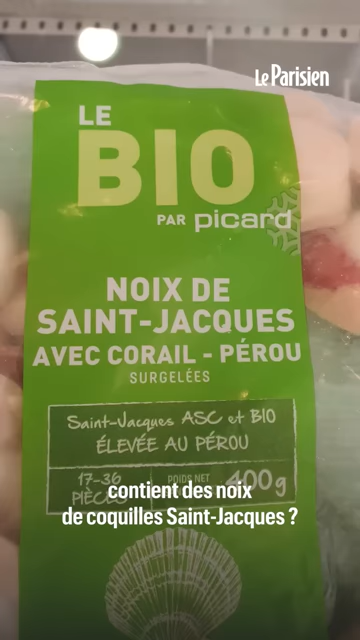 Le Parisien
LE
BIO
PAR picard
NOIX DE
SAINT-JACQUES
AVEC CORAIL - PÉROU
SURGELÉES
Saint-Jacques ASC et BIO
ÉLEVÉE AU PÉROU
17-36
PIÈCES
POIDS NET
400g
contient des noix
de coquilles Saint-Jacques ?